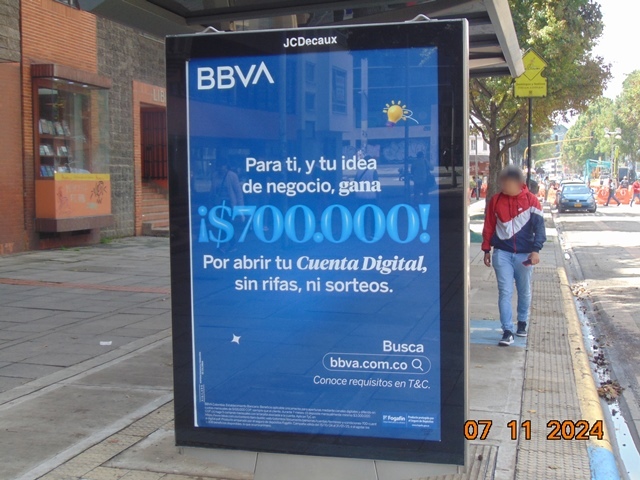 JCDecaux
BBVA
Para ti, y tu idea
de negocio, gana
¡$700.000!
Por abrir tu Cuenta Digital,
sin rifas, ni sorteos.
Busca
bbva.com.co
Conoce requisitos en T&C.
Fogafín
07 11 2024